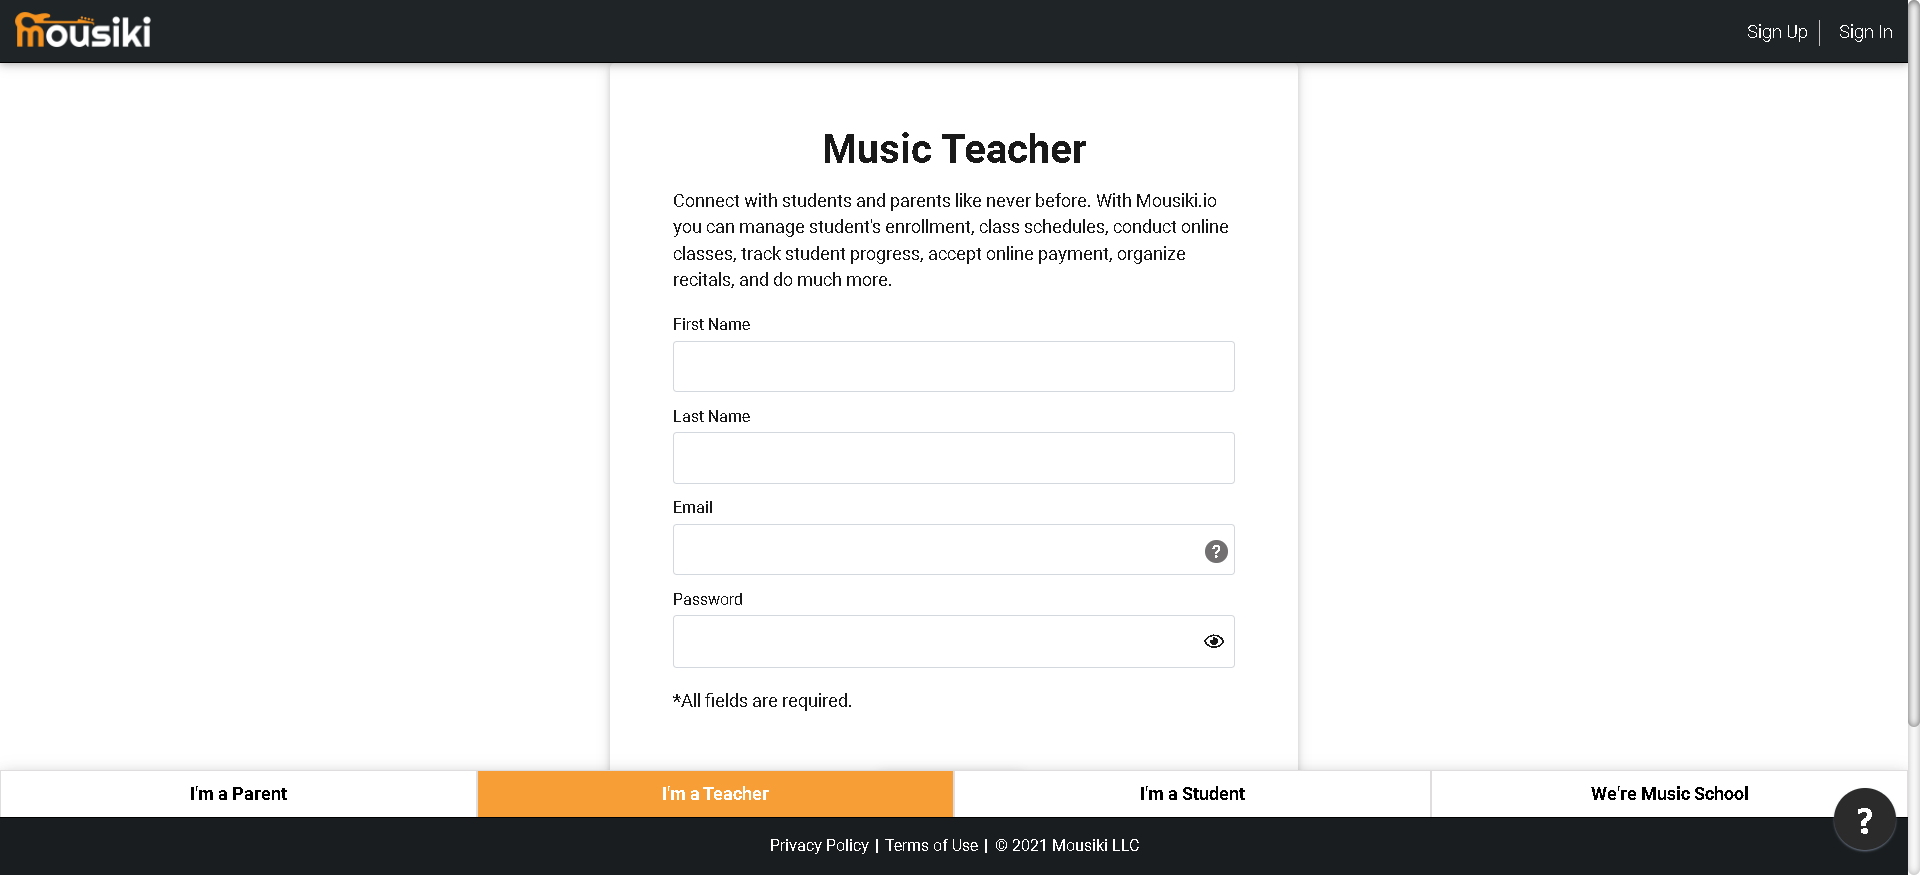 mousiki
Sign Up
Sign In
Music Teacher
Connect with students and parents like never before. With Mousiki.io
you can manage student's enrollment, class schedules, conduct online
classes, track student progress, accept online payment, organize
recitals, and do much more.
First Name
Last Name
Email
?
Password
*All fields are required.
I'm a Parent
I'm a Teacher
I'm a Student
We're Music School
?
Privacy Policy | Terms of Use | © 2021 Mousiki LLC